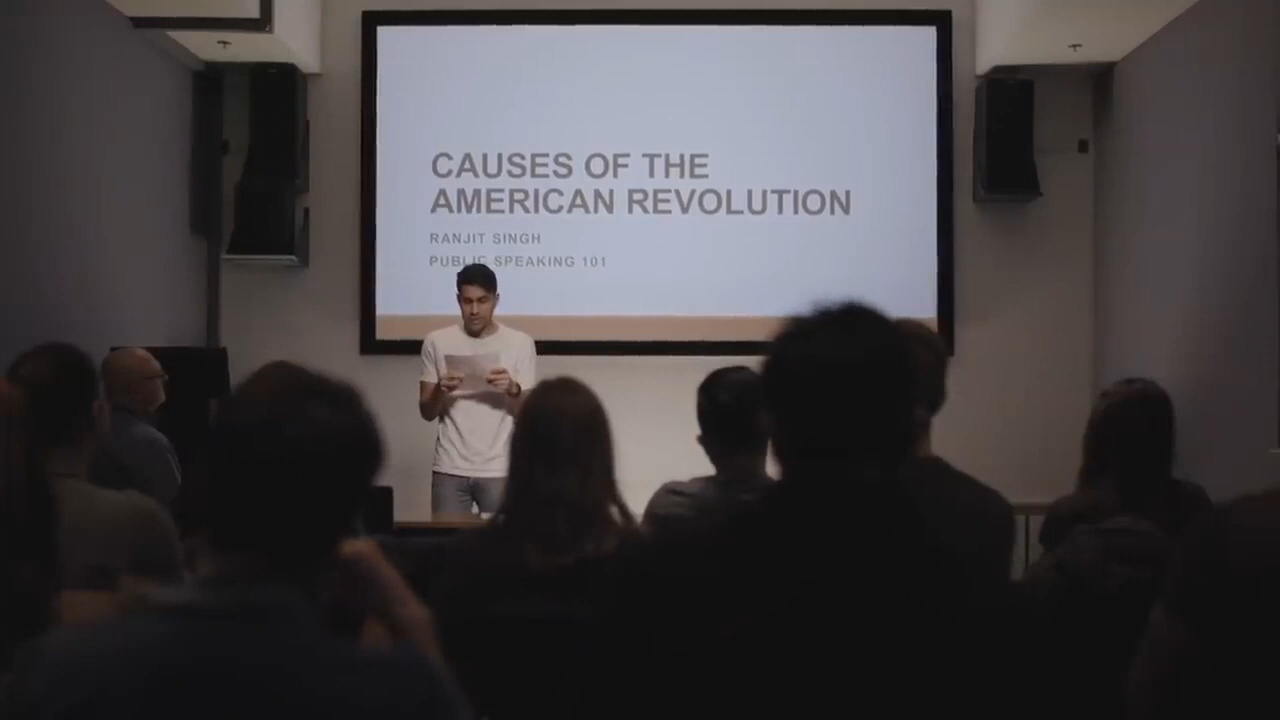 CAUSES OF THE
AMERICAN REVOLUTION
RANJIT SINGH
PUBLIC SPEAKING 101